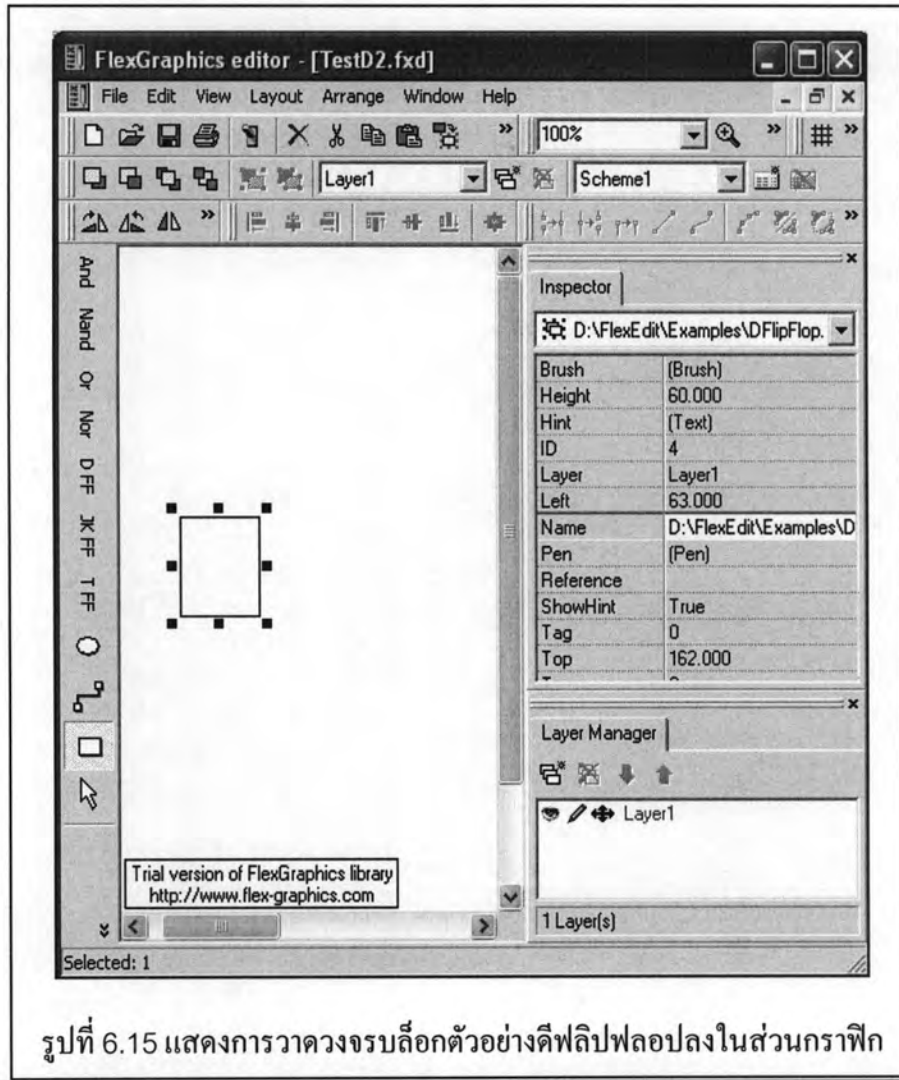 FlexGraphics editor - [TestD2.fxd]
File Edit View Layout Arrange Window Help
100%
Layer1
Scheme1
And
Nand
Or
Nor
D FF
JK FF
T FF
Inspector
D:\FlexEdit\Examples\DFlipFlop.
Brush (Brush)
Height 60.000
Hint (Text)
ID 4
Layer Layer1
Left 63.000
Name D:\FlexEdit\Examples\D
Pen (Pen)
Reference
ShowHint True
Tag 0
Top 162.000
Layer Manager
Layer1
1 Layer(s)
Trial version of FlexGraphics library
http://www.flex-graphics.com
Selected: 1
รูปที่ 6.15 แสดงการวาดวงจรบล็อกตัวอย่างดีฟลิปฟลอปลงในส่วนกราฟิก